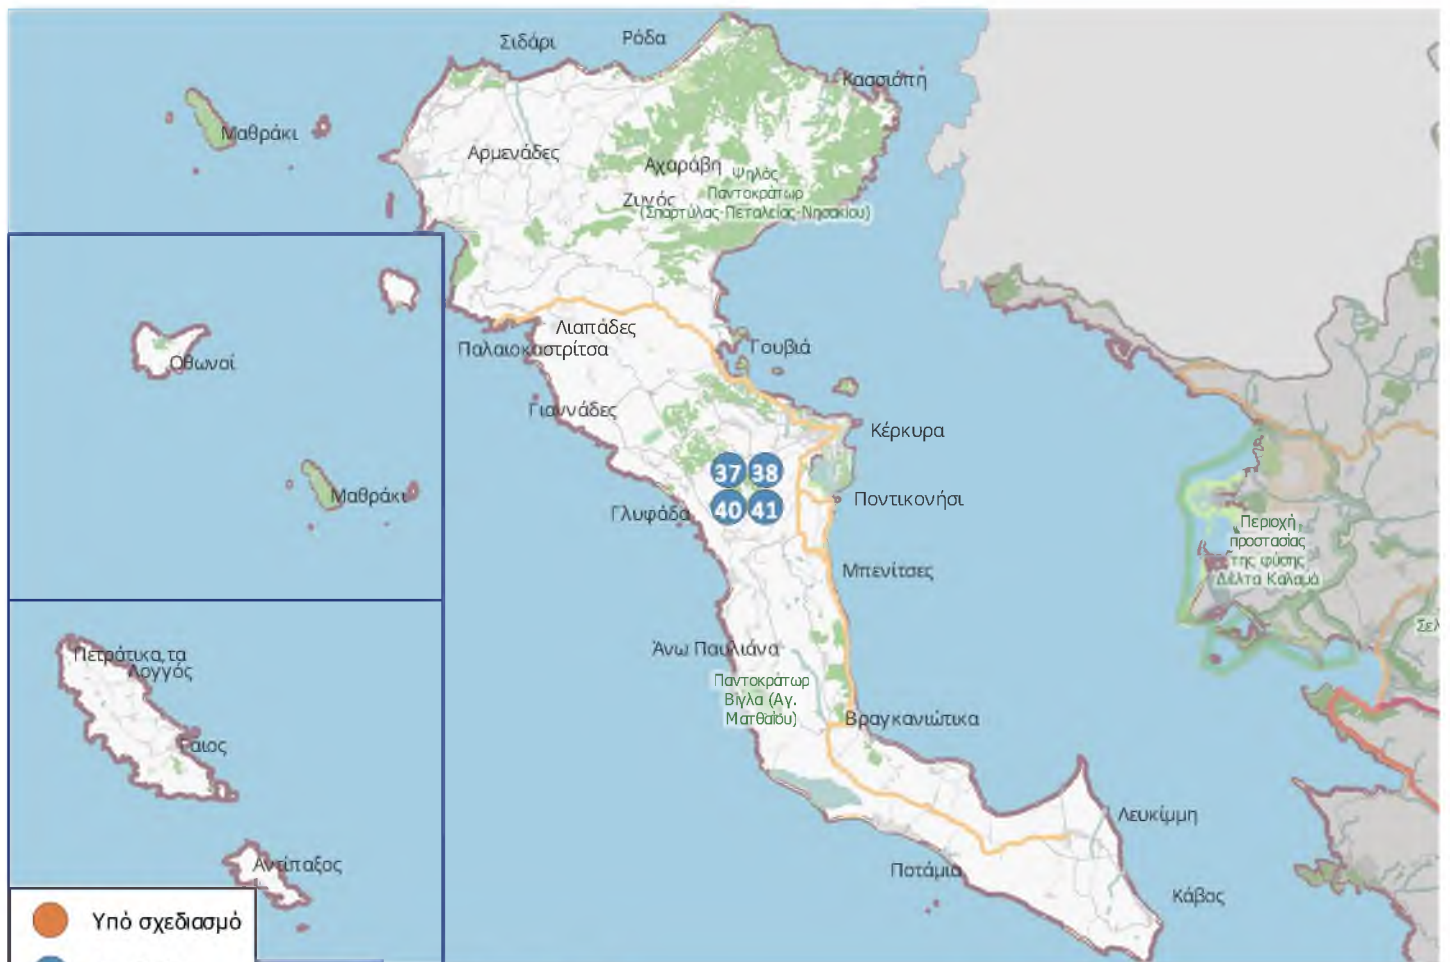 Σιδάρι
Ρόδα
Κασσιόπη
Μαθράκι
Αρμενάδες
Αχαράβη
Ψηλός
Παντοκράτωρ
(Σπαρτύλας-Πεταλείας-Νησακίου)
Ζυγός
Λιαπάδες
Παλαιοκαστρίτσα
Γουβιά
Οθωνοί
Γιαννάδες
Κέρκυρα
37 38
40 41
Μαθράκι
Γλυφάδα
Ποντικονήσι
Περιοχή
προστασίας
της φύσης
Δέλτα Καλαμά
Μπενίτσες
Σελ
Άνω Παυλιάνα
Πετράτικα, τα
Λογγός
Παντοκράτωρ
Βίγλα (Αγ.
Ματθαίου)
Βραγκανιώτικα
Γάιος
Λευκίμμη
Αντίπαξος
Ποτάμια
Κάβος
Υπό σχεδιασμό